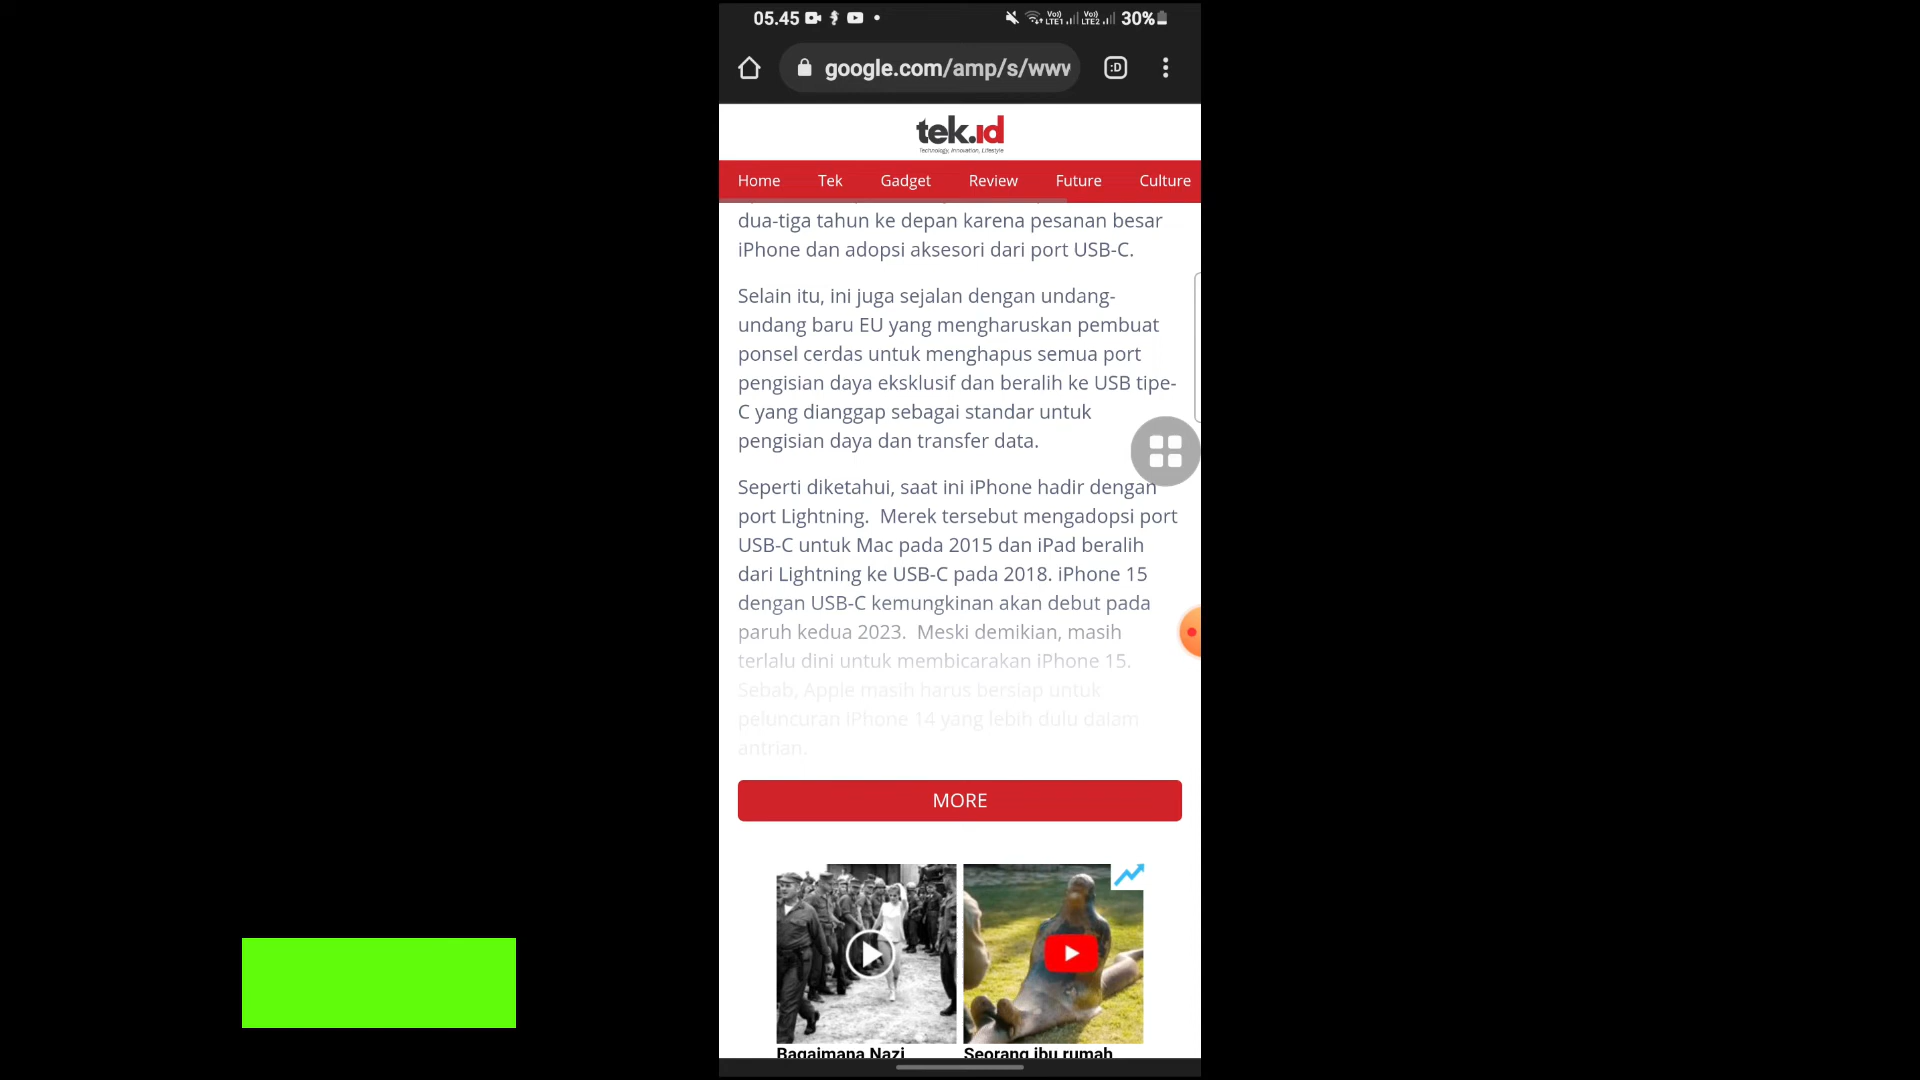 05.45
Vo)) LTE1 Vo)) LTE2 30%
google.com/amp/s/www
:D
tek.id
Technology, Innovation, Lifestyle
Home Tek Gadget Review Future Culture
dua-tiga tahun ke depan karena pesanan besar
iPhone dan adopsi aksesori dari port USB-C.
Selain itu, ini juga sejalan dengan undang-
undang baru EU yang mengharuskan pembuat
ponsel cerdas untuk menghapus semua port
pengisian daya eksklusif dan beralih ke USB tipe-
C yang dianggap sebagai standar untuk
pengisian daya dan transfer data.
Seperti diketahui, saat ini iPhone hadir dengan
port Lightning.  Merek tersebut mengadopsi port
USB-C untuk Mac pada 2015 dan iPad beralih
dari Lightning ke USB-C pada 2018. iPhone 15
dengan USB-C kemungkinan akan debut pada
paruh kedua 2023.  Meski demikian, masih
terlalu dini untuk membicarakan iPhone 15.
Sebab, Apple masih harus bersiap untuk
peluncuran iPhone 14 yang lebih dulu dalam
antrian.
MORE
Bagaimana Nazi
Seorang ibu rumah